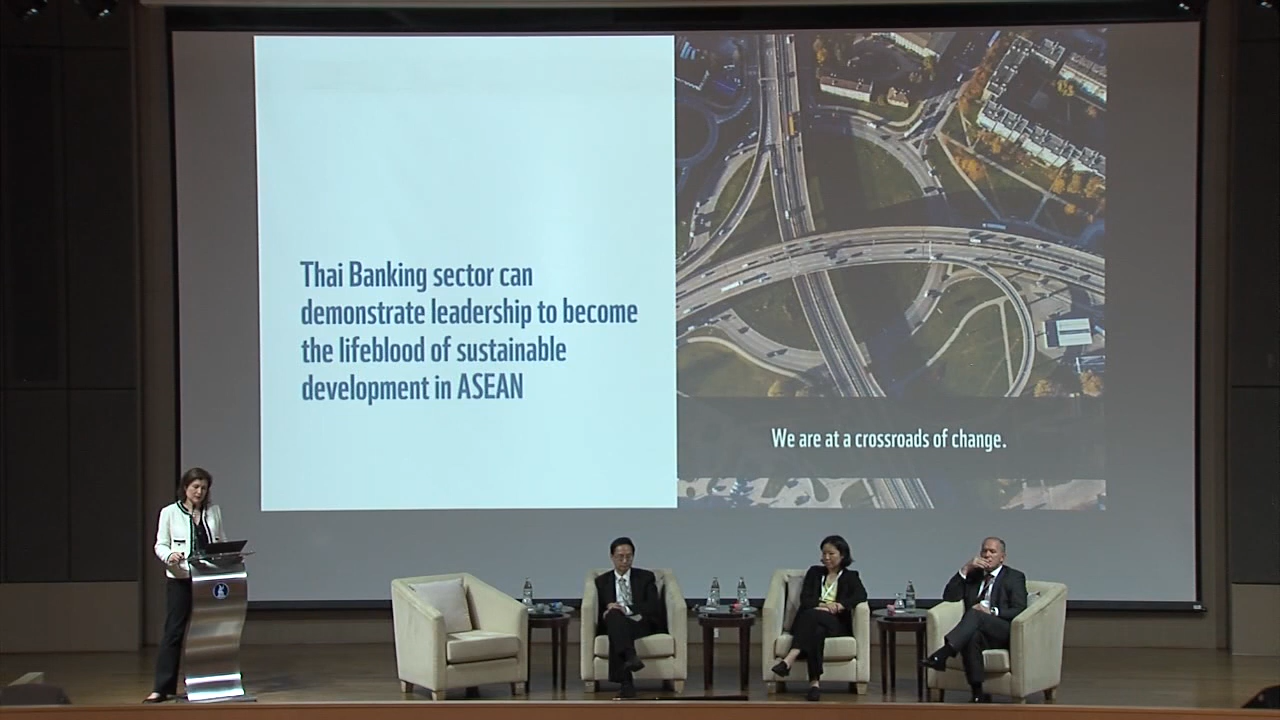 Thai Banking sector can
demonstrate leadership to become
the lifeblood of sustainable
development in ASEAN
We are at a crossroads of change.